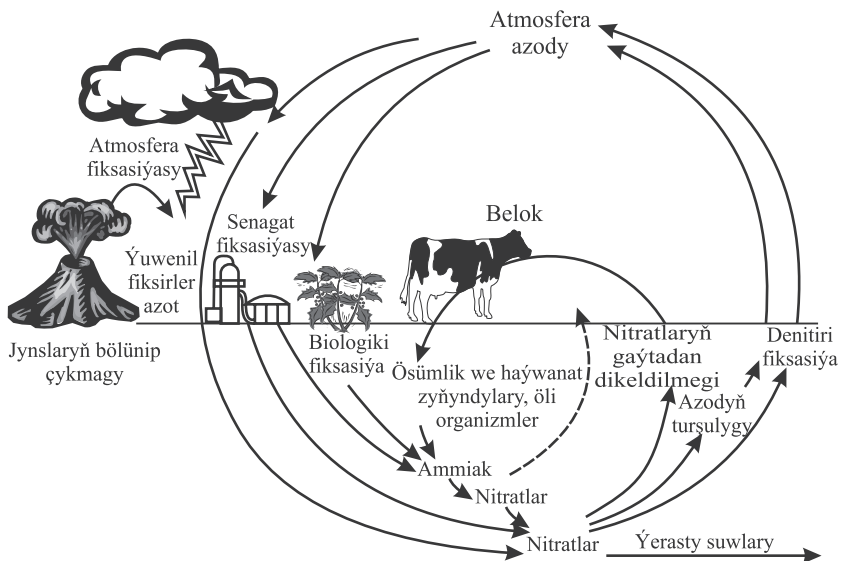 Atmosfera
azody
Atmosfera
fiksasiýasy
Senagat
fiksasiýasy
Belok
Ýuwenil
fiksirler
azot
Jynslaryň bölünip
çykmagy
Biologiki
fiksasiýa
Ösümlik we haýwanat
zyňyndylary, öli
organizmler
Nitratlaryň
gaýtadan
dikeldilmegi
Denitiri
fiksasiýa
Azodyň
turşulygy
Ammiak
Nitratlar
Nitratlar
Ýerasty suwlary